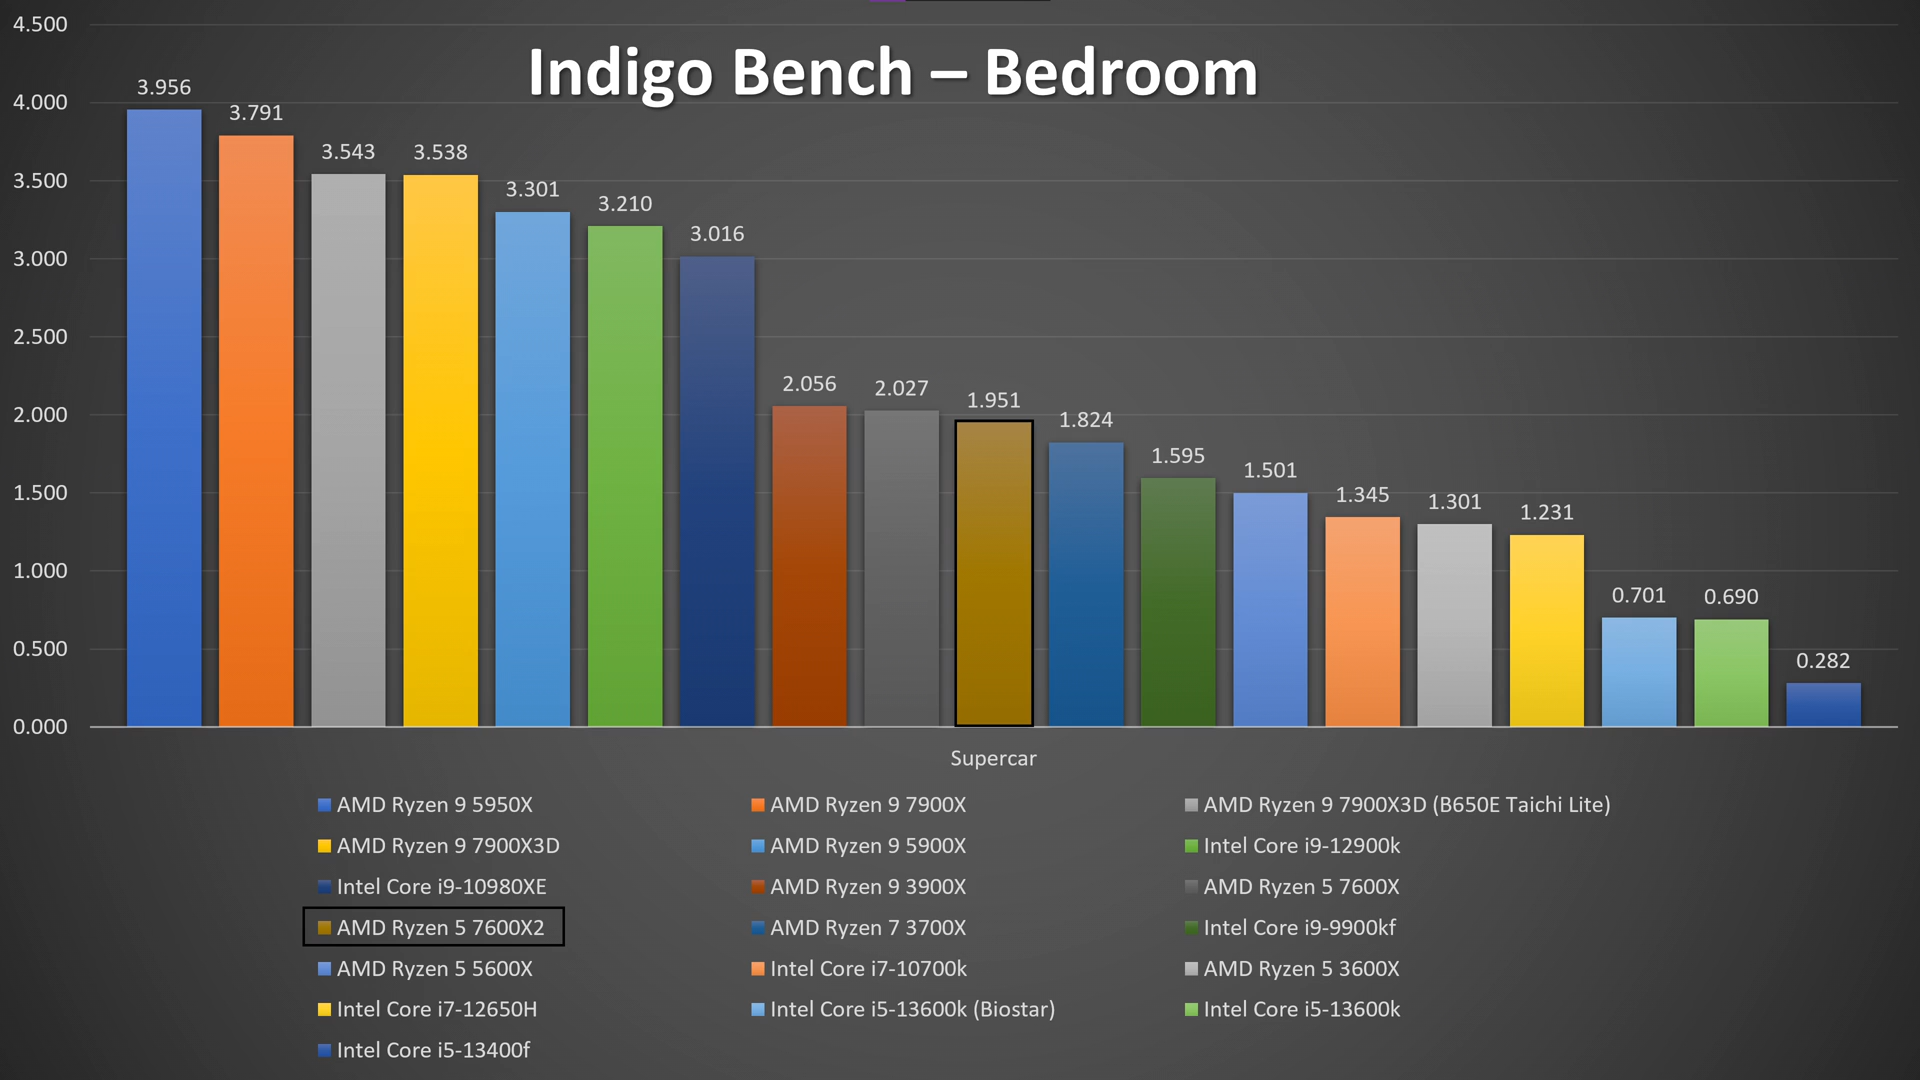 Indigo Bench – Bedroom
4.500
4.000
3.500
3.000
2.500
2.000
1.500
1.000
0.500
0.000
3.956
3.791
3.543
3.538
3.301
3.210
3.016
2.056
2.027
1.951
1.824
1.595
1.501
1.345
1.301
1.231
0.701
0.690
0.282
Supercar
AMD Ryzen 9 5950X
AMD Ryzen 9 7900X
AMD Ryzen 9 7900X3D (B650E Taichi Lite)
AMD Ryzen 9 7900X3D
AMD Ryzen 9 5900X
Intel Core i9-12900k
Intel Core i9-10980XE
AMD Ryzen 9 3900X
AMD Ryzen 5 7600X
AMD Ryzen 5 7600X2
AMD Ryzen 7 3700X
Intel Core i9-9900kf
AMD Ryzen 5 5600X
Intel Core i7-10700k
AMD Ryzen 5 3600X
Intel Core i7-12650H
Intel Core i5-13600k (Biostar)
Intel Core i5-13600k
Intel Core i5-13400f